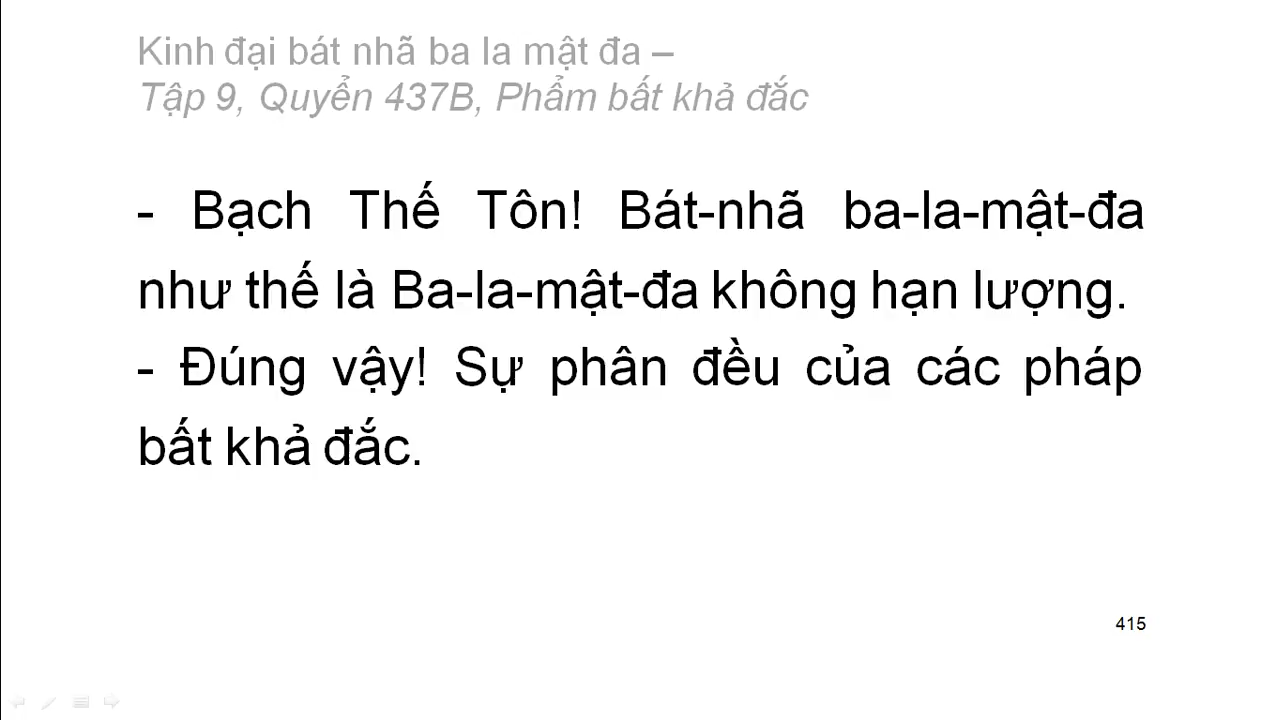 Kinh đại bát nhã ba la mật đa –
Tập 9, Quyển 437B, Phẩm bất khả đắc
- Bạch Thế Tôn! Bát-nhã ba-la-mật-đa
như thế là Ba-la-mật-đa không hạn lượng.
- Đúng vậy! Sự phân đều của các pháp
bất khả đắc.
415